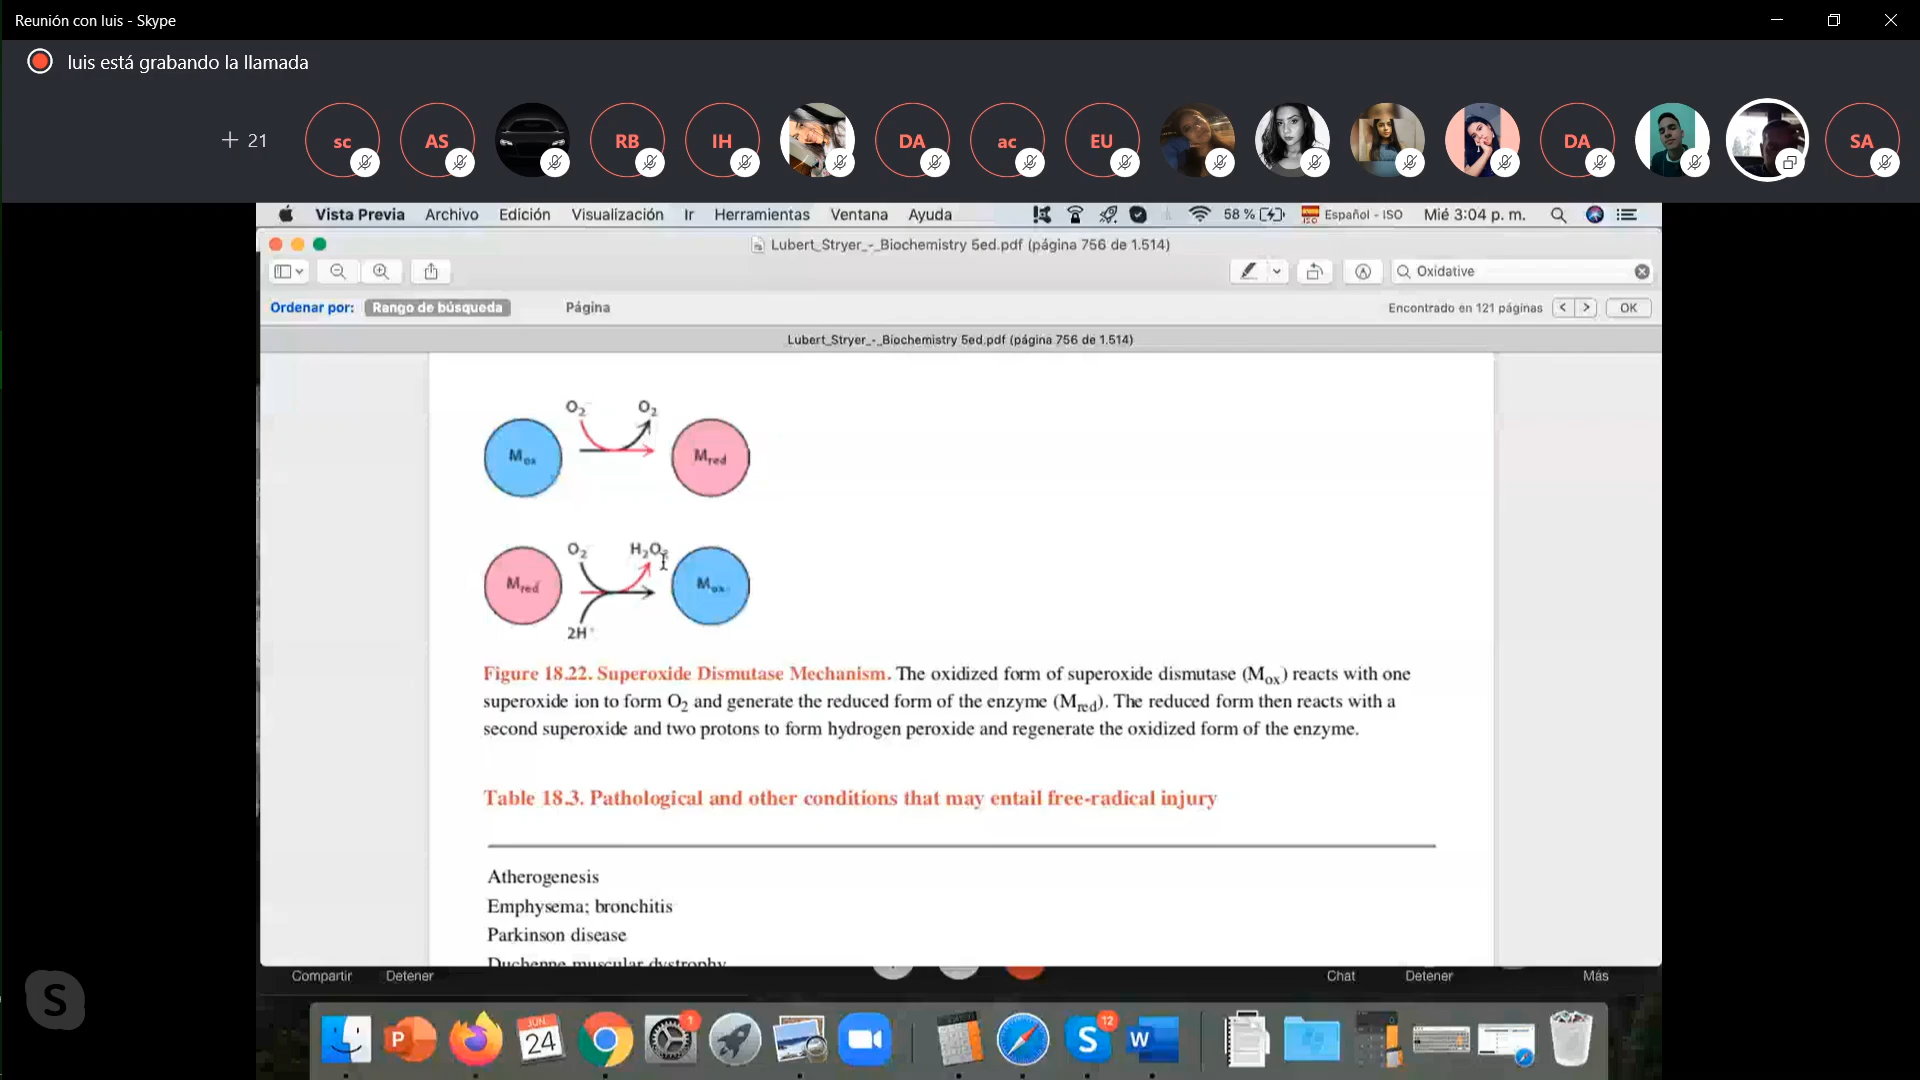 Reunión con luis - Skype
luis está grabando la llamada
+ 21
sc
AS
RB
IH
DA
ac
EU
DA
SA
Vista Previa Archivo Edición Visualización Ir Herramientas Ventana Ayuda 58 % Español - ISO Mié 3:04 p. m.
Lubert_Stryer_-_Biochemistry 5ed.pdf (página 756 de 1.514)
Oxidative
Ordenar por: Rango de búsqueda Página Encontrado en 121 páginas < > OK
Lubert_Stryer_-_Biochemistry 5ed.pdf (página 756 de 1.514)
O₂⁻ O₂
Mox Mred
O₂⁻ H₂O₂
Mred Mox
2H⁺
Figure 18.22. Superoxide Dismutase Mechanism. The oxidized form of superoxide dismutase (Mox) reacts with one
superoxide ion to form O₂ and generate the reduced form of the enzyme (Mred). The reduced form then reacts with a
second superoxide and two protons to form hydrogen peroxide and regenerate the oxidized form of the enzyme.
Table 18.3. Pathological and other conditions that may entail free-radical injury
Atherogenesis
Emphysema; bronchitis
Parkinson disease
Duchenne muscular dystrophy
Compartir Detener Chat Detener Más
S
P
JUN
24
1
S
12
W